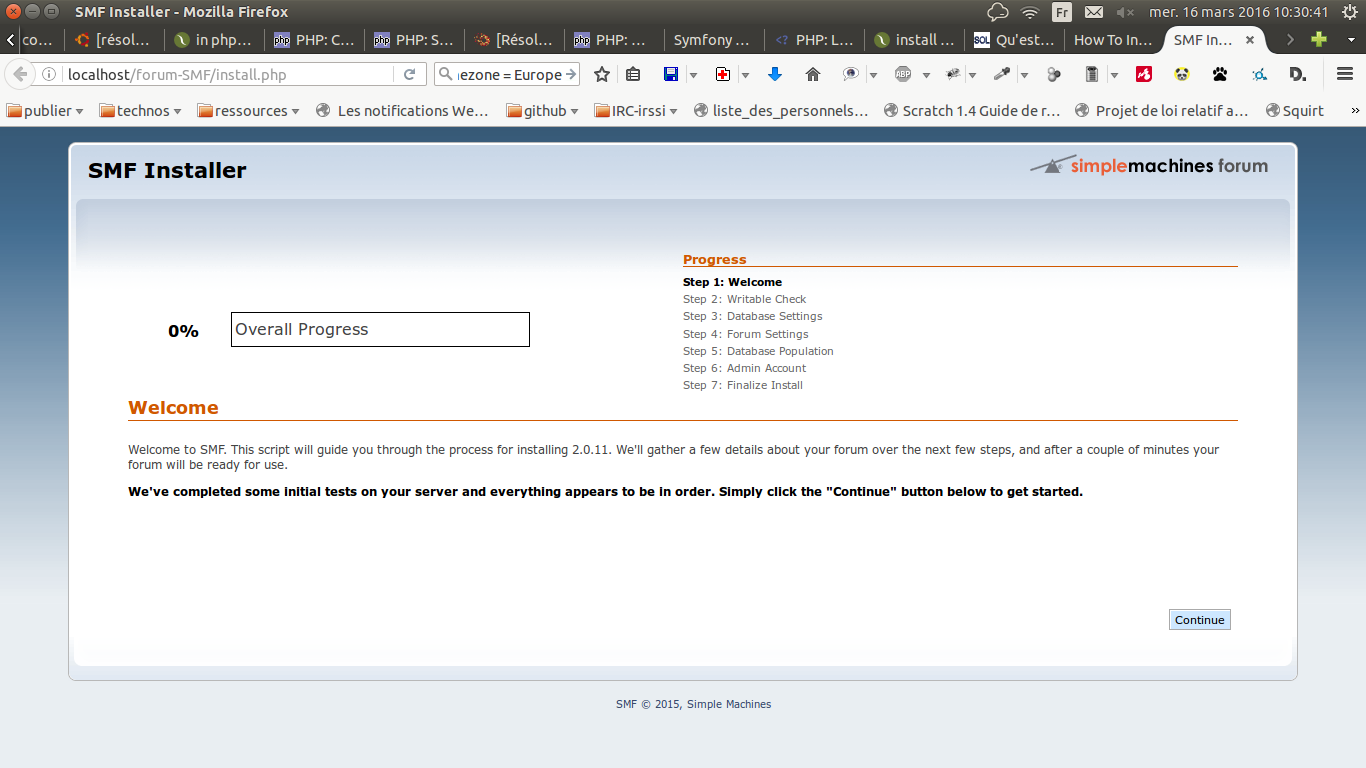 SMF Installer - Mozilla Firefox
Fr
mer. 16 mars 2016 10:30:41
co...
[résol...
in php...
PHP: C...
PHP: S...
[Résol...
PHP: ...
Symfony ...
PHP: L...
install ...
SOL Qu'est...
How To In...
SMF In...
localhost/forum-SMF/install.php
nezone = Europe
ABP
D.
publier
technos
ressources
Les notifications We...
github
IRC-irssi
liste_des_personnels...
Scratch 1.4 Guide de r...
Projet de loi relatif a...
Squirt
SMF Installer
simplemachines forum
Progress
Step 1: Welcome
Step 2: Writable Check
Step 3: Database Settings
Step 4: Forum Settings
Step 5: Database Population
Step 6: Admin Account
Step 7: Finalize Install
0%
Overall Progress
Welcome
Welcome to SMF. This script will guide you through the process for installing 2.0.11. We'll gather a few details about your forum over the next few steps, and after a couple of minutes your
forum will be ready for use.
We've completed some initial tests on your server and everything appears to be in order. Simply click the "Continue" button below to get started.
Continue
SMF © 2015, Simple Machines